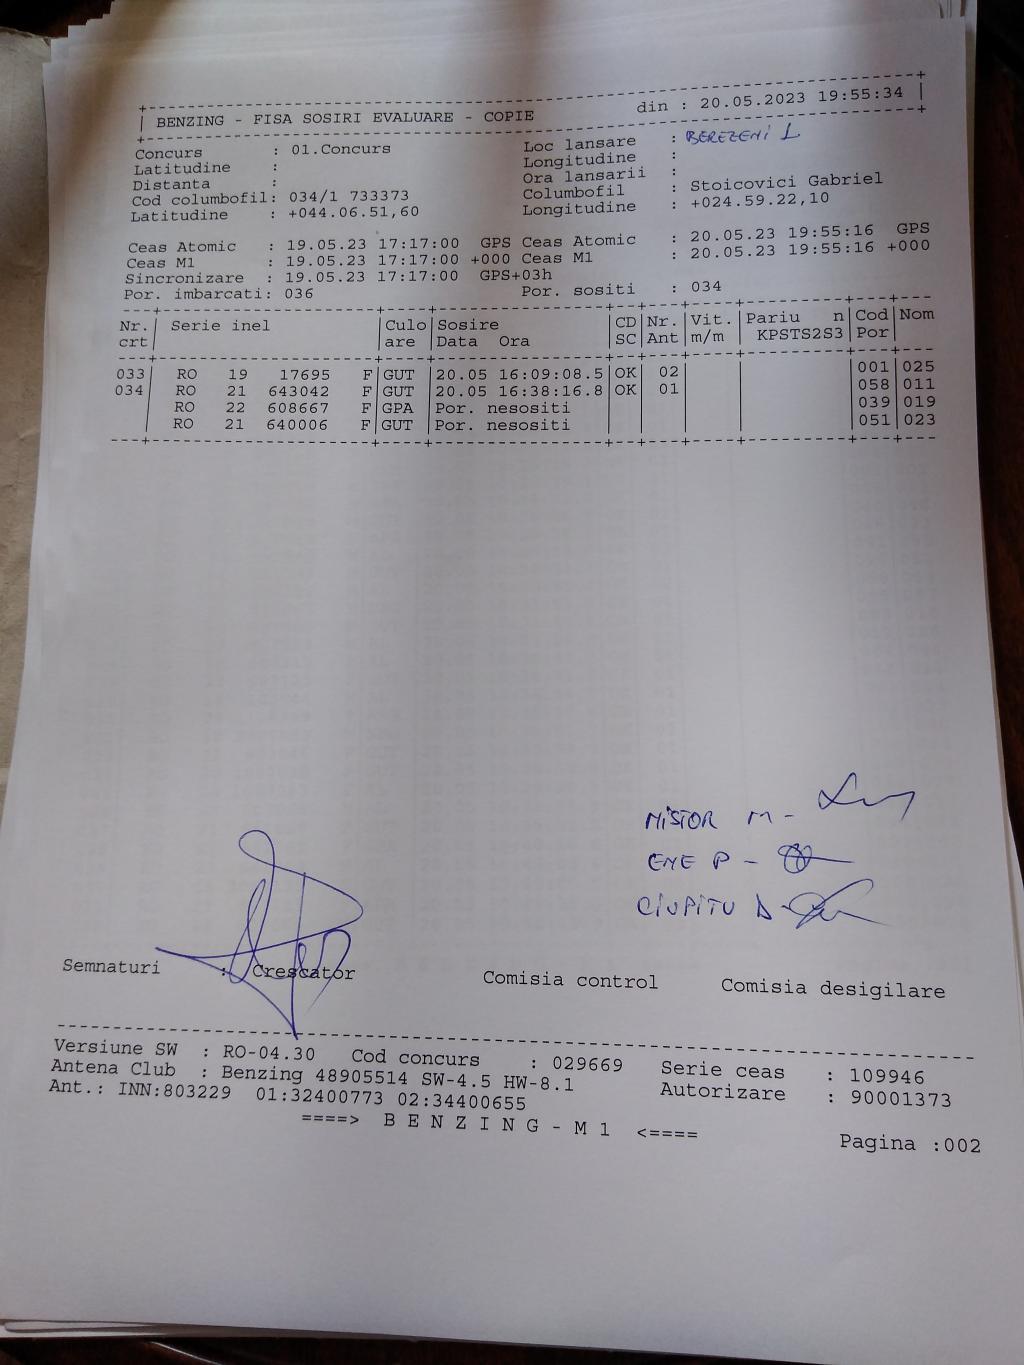 BENZING - FISA SOSIRI EVALUARE - COPIE din : 20.05.2023 19:55:34
Concurs : 01.Concurs Loc lansare : BEREZENI 1
Latitudine : Longitudine :
Distanta : Ora lansarii :
Cod columbofil: 034/1 733373 Columbofil : Stoicovici Gabriel
Latitudine : +044.06.51,60 Longitudine : +024.59.22,10
Ceas Atomic : 19.05.23 17:17:00 GPS Ceas Atomic : 20.05.23 19:55:16 GPS
Ceas M1 : 19.05.23 17:17:00 +000 Ceas M1 : 20.05.23 19:55:16 +000
Sincronizare : 19.05.23 17:17:00 GPS+03h
Por. imbarcati: 036 Por. sositi : 034
Nr. Serie inel Culo Sosire CD Nr. Vit. Pariu n Cod Nom
crt are Data Ora SC Ant m/m KPSTS2S3 Por
033 RO 19 17695 F GUT 20.05 16:09:08.5 OK 02 001 025
034 RO 21 643042 F GUT 20.05 16:38:16.8 OK 01 058 011
RO 22 608667 F GPA Por. nesositi 039 019
RO 21 640006 F GUT Por. nesositi 051 023
NISTOR M -
ENE P -
CIUPITU D -
Semnaturi : Crescator Comisia control Comisia desigilare
Versiune SW : RO-04.30 Cod concurs : 029669 Serie ceas : 109946
Antena Club : Benzing 48905514 SW-4.5 HW-8.1 Autorizare : 90001373
Ant.: INN:803229 01:32400773 02:34400655
====> B E N Z I N G - M 1 <====
Pagina :002